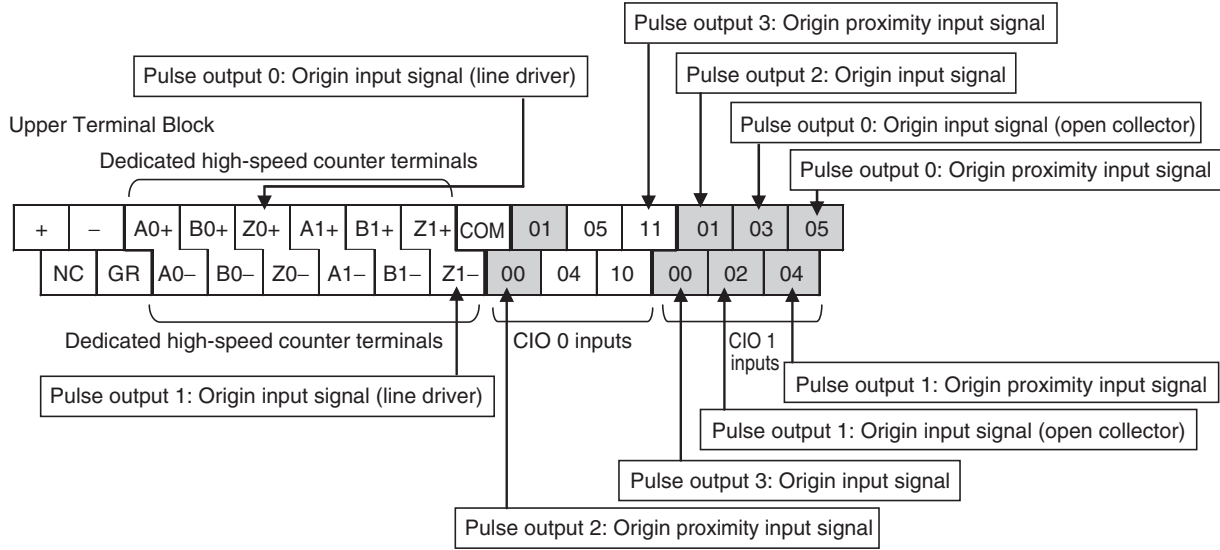 Pulse output 3: Origin proximity input signal
Pulse output 0: Origin input signal (line driver)
Pulse output 2: Origin input signal
Upper Terminal Block
Pulse output 0: Origin input signal (open collector)
Dedicated high-speed counter terminals
Pulse output 0: Origin proximity input signal
+ − A0+ B0+ Z0+ A1+ B1+ Z1+ COM 01 05 11 01 03 05
NC GR A0− B0− Z0− A1− B1− Z1− 00 04 10 00 02 04
Dedicated high-speed counter terminals
CIO 0 inputs
CIO 1
inputs
Pulse output 1: Origin input signal (line driver)
Pulse output 1: Origin proximity input signal
Pulse output 1: Origin input signal (open collector)
Pulse output 3: Origin input signal
Pulse output 2: Origin proximity input signal